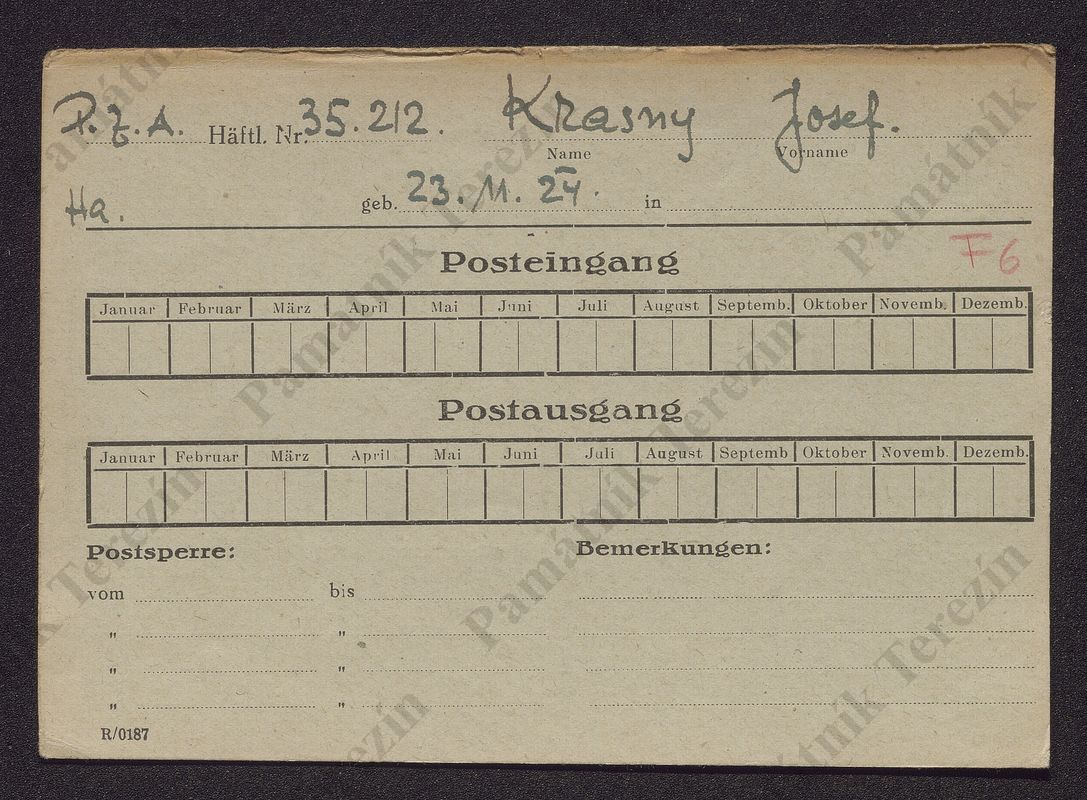 P.Z.A. Häftl. Nr. 35.212. Krasny Josef.
Name Vorname
Ha. geb. 23. 11. 24. in
Posteingang F 6
Januar Februar März April Mai Juni Juli August Septemb. Oktober Novemb. Dezemb.
Postausgang
Januar Februar März April Mai Juni Juli August Septemb Oktober Novemb. Dezemb.
Postsperre: Bemerkungen:
vom bis
" "
" "
" "
R/0187
Památník Terezín